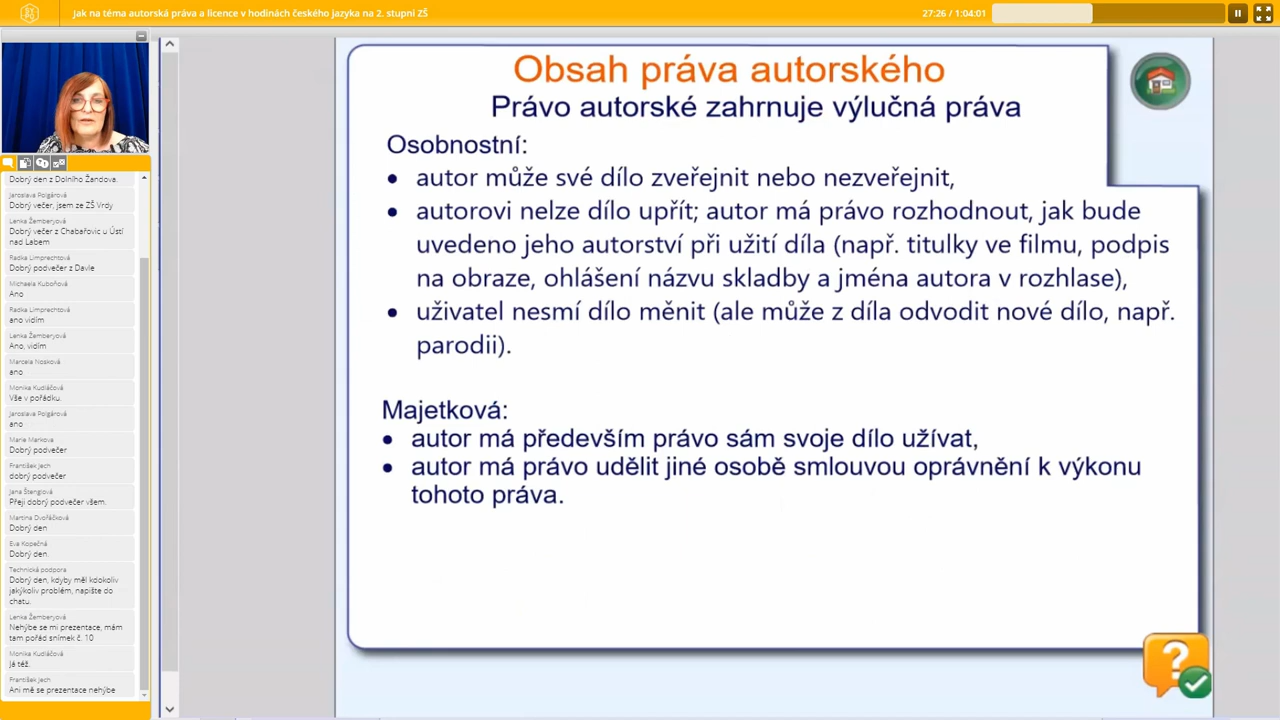 Jak na téma autorská práva a licence v hodinách českého jazyka na 2. stupni ZŠ
27:26 / 1:04:01
Obsah práva autorského
Právo autorské zahrnuje výlučná práva
Osobnostní:
• autor může své dílo zveřejnit nebo nezveřejnit,
• autorovi nelze dílo upřít; autor má právo rozhodnout, jak bude
uvedeno jeho autorství při užití díla (např. titulky ve filmu, podpis
na obraze, ohlášení názvu skladby a jména autora v rozhlase),
• uživatel nesmí dílo měnit (ale může z díla odvodit nové dílo, např.
parodii).
Majetková:
• autor má především právo sám svoje dílo užívat,
• autor má právo udělit jiné osobě smlouvou oprávnění k výkonu
tohoto práva.
Dobrý den z Dolního Žandova.
Jaroslava Polgárová
Dobrý večer, jsem ze ZŠ Vrdy
Lenka Žemberyová
Dobrý večer z Chabařovic u Ústí
nad Labem
Radka Limprechtová
Dobrý podvečer z Davle
Michaela Kuboňová
Ano
Radka Limprechtová
ano vidím
Lenka Žemberyová
Ano, vidím
Marcela Nosková
ano
Monika Kudláčová
Vše v pořádku.
Jaroslava Polgárová
ano
Marie Markova
Dobrý podvečer
František Jech
dobrý podvečer
Jana Štenglová
Přeji dobrý podvečer všem.
Martina Dvořáčková
Dobrý den
Eva Kopečná
Dobrý den.
Technická podpora
Dobrý den, kdyby měl kdokoliv
jakýkoliv problém, napište do
chatu.
Lenka Žemberyová
Nehýbe se mi prezentace, mám
tam pořád snímek č. 10
Monika Kudláčová
Já též.
František Jech
Ani mě se prezentace nehýbe